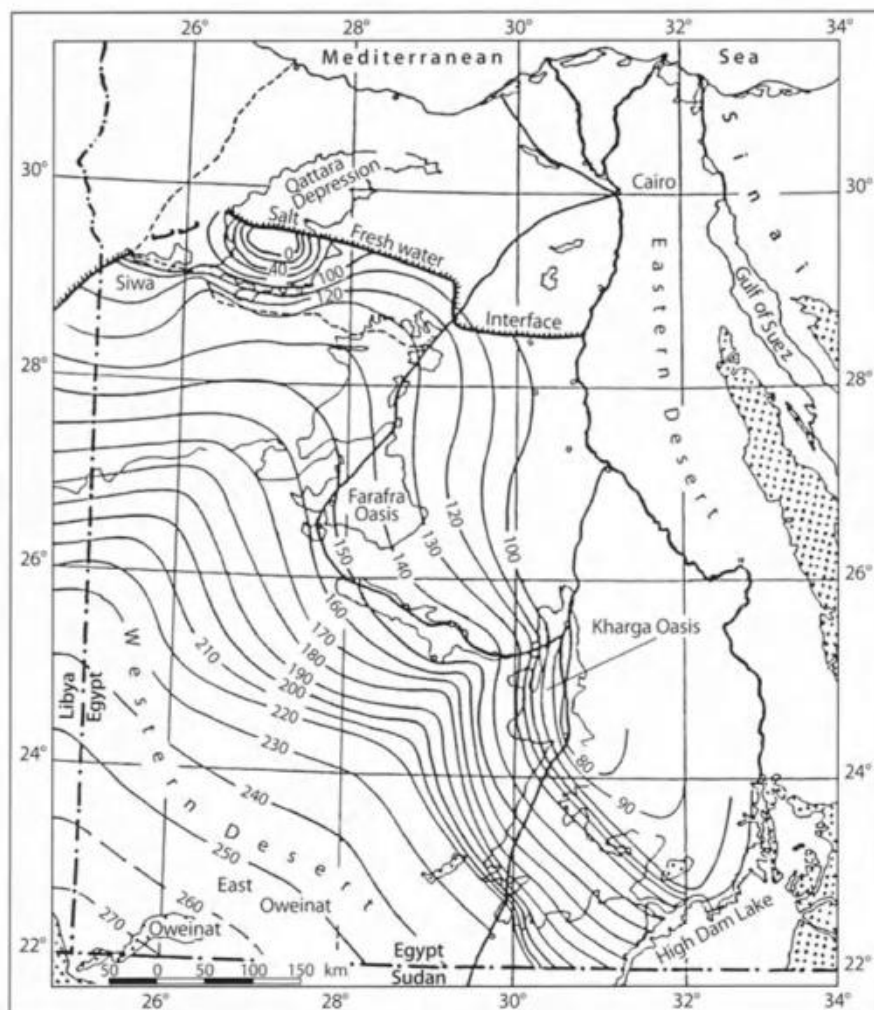 26° 28° 30° 32° 34°
Mediterranean Sea
Sinai
30° 30°
Qattara
Depression
Cairo
Salt
Fresh water
0
40
100
120
Siwa
Interface
Eastern Desert
Gulf of Suez
28° 28°
Farafra
Oasis
150
140
130
120
100
26° 26°
160
170
180
190
200
210
220
230
240
250
260
270
Kharga Oasis
Western Desert
Libya
Egypt
24° 24°
80
90
East
Oweinat
Oweinat
High Dam Lake
22° 22°
Egypt
Sudan
50 0 50 100 150 km
26° 28° 30° 32° 34°